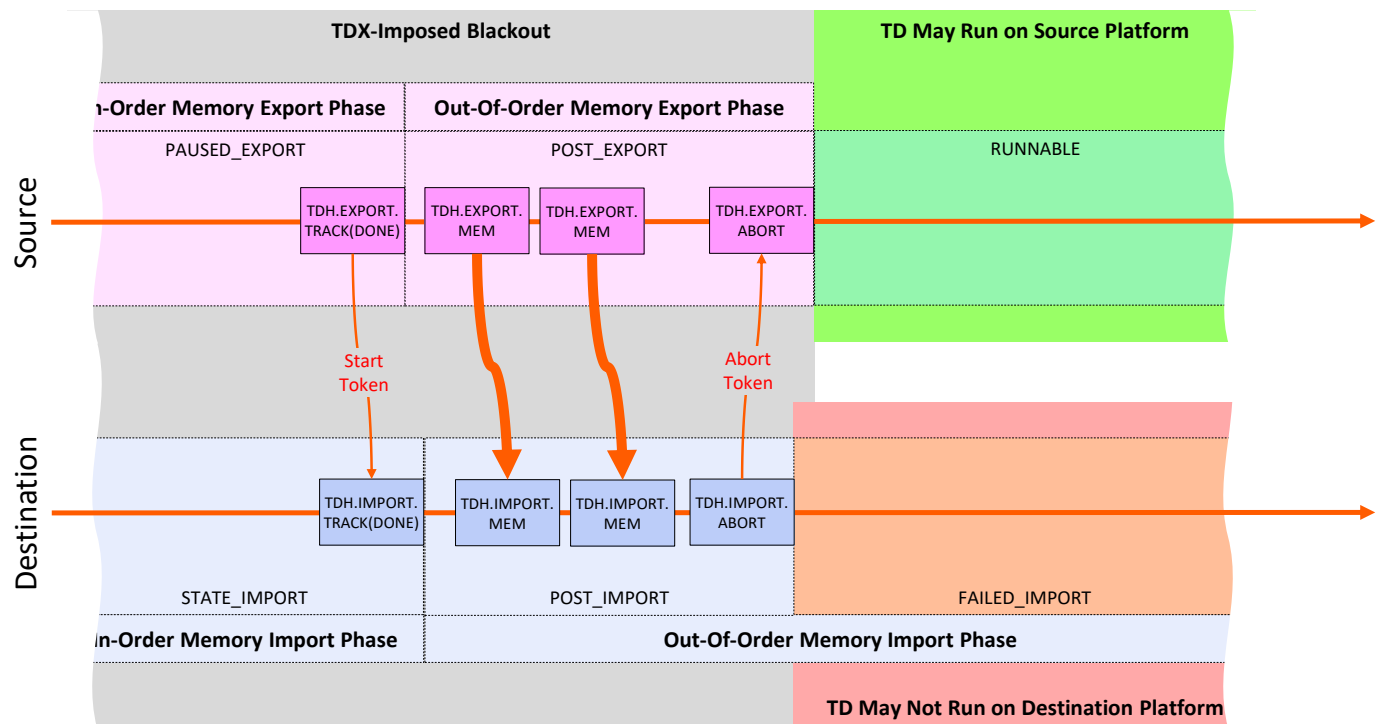 TDX-Imposed Blackout
TD May Run on Source Platform
n-Order Memory Export Phase
Out-Of-Order Memory Export Phase
PAUSED_EXPORT
POST_EXPORT
RUNNABLE
Source
TDH.EXPORT.
TRACK(DONE)
TDH.EXPORT.
MEM
TDH.EXPORT.
MEM
TDH.EXPORT.
ABORT
Start
Token
Abort
Token
Destination
TDH.IMPORT.
TRACK(DONE)
TDH.IMPORT.
MEM
TDH.IMPORT.
MEM
TDH.IMPORT.
ABORT
STATE_IMPORT
POST_IMPORT
FAILED_IMPORT
In-Order Memory Import Phase
Out-Of-Order Memory Import Phase
TD May Not Run on Destination Platform